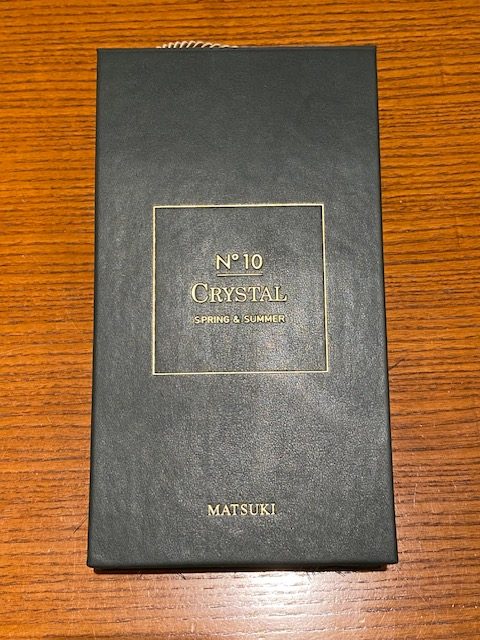 N° 10
CRYSTAL
SPRING & SUMMER
MATSUKI